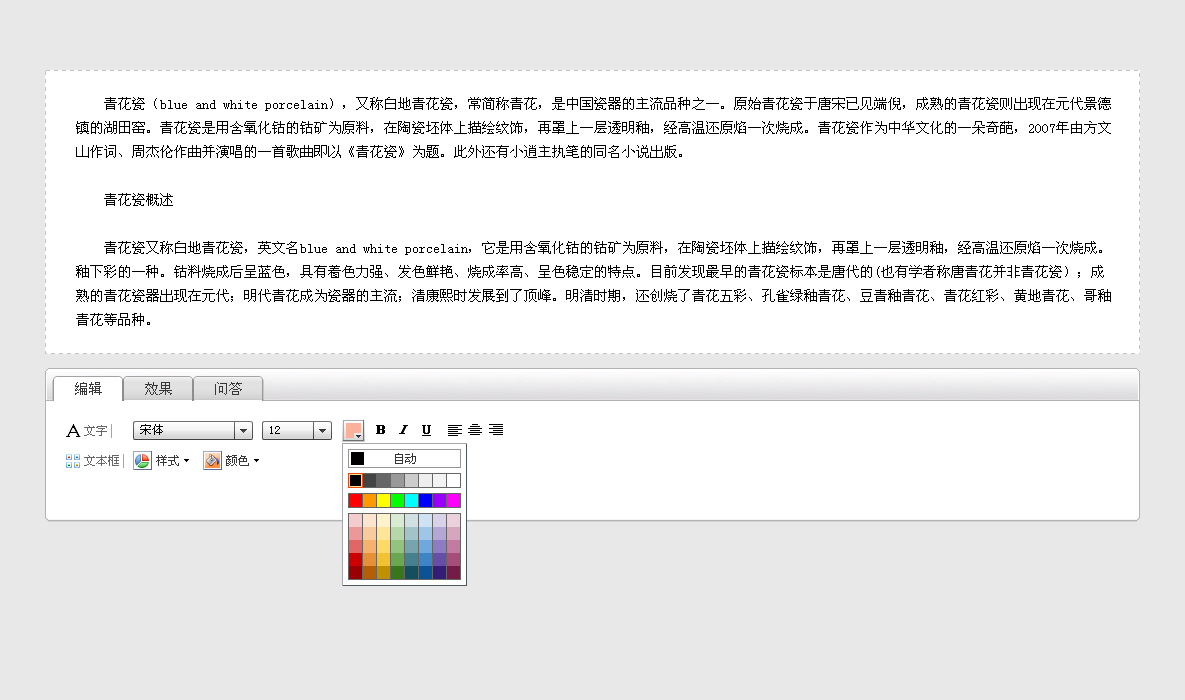 青花瓷（blue and white porcelain），又称白地青花瓷，常简称青花，是中国瓷器的主流品种之一。原始青花瓷于唐宋已见端倪，成熟的青花瓷则出现在元代景德
镇的湖田窑。青花瓷是用含氧化钴的钴矿为原料，在陶瓷坯体上描绘纹饰，再罩上一层透明釉，经高温还原焰一次烧成。青花瓷作为中华文化的一朵奇葩，2007年由方文
山作词、周杰伦作曲并演唱的一首歌曲即以《青花瓷》为题。此外还有小逍主执笔的同名小说出版。
青花瓷概述
青花瓷又称白地青花瓷，英文名blue and white porcelain，它是用含氧化钴的钴矿为原料，在陶瓷坯体上描绘纹饰，再罩上一层透明釉，经高温还原焰一次烧成。
釉下彩的一种。钴料烧成后呈蓝色，具有着色力强、发色鲜艳、烧成率高、呈色稳定的特点。目前发现最早的青花瓷标本是唐代的(也有学者称唐青花并非青花瓷）；成
熟的青花瓷器出现在元代；明代青花成为瓷器的主流；清康熙时发展到了顶峰。明清时期，还创烧了青花五彩、孔雀绿釉青花、豆青釉青花、青花红彩、黄地青花、哥釉
青花等品种。
编辑 效果 问答
A 文字 宋体 12 B I U
文本框 样式 颜色
自动